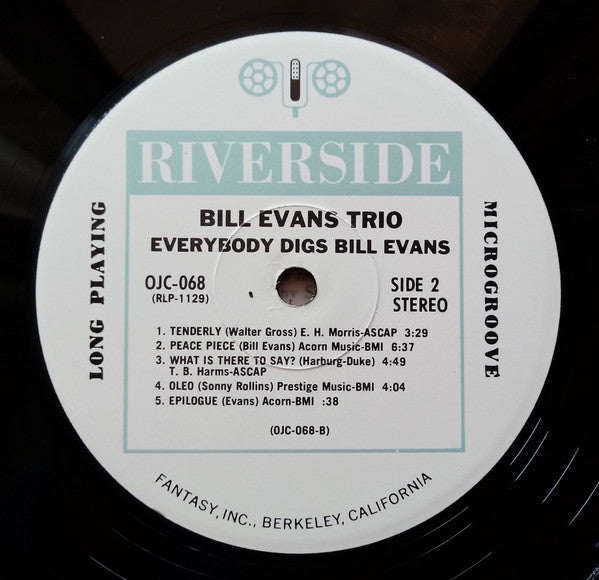 RIVERSIDE
BILL EVANS TRIO
EVERYBODY DIGS BILL EVANS
OJC-068
(RLP-1129)
SIDE 2
STEREO
LONG PLAYING
MICROGROOVE
1. TENDERLY (Walter Gross) E. H. Morris-ASCAP 3:29
2. PEACE PIECE (Bill Evans) Acorn Music-BMI 6:37
3. WHAT IS THERE TO SAY? (Harburg-Duke) 4:49
T. B. Harms-ASCAP
4. OLEO (Sonny Rollins) Prestige Music-BMI 4:04
5. EPILOGUE (Evans) Acorn-BMI :38
(OJC-068-B)
FANTASY, INC., BERKELEY, CALIFORNIA